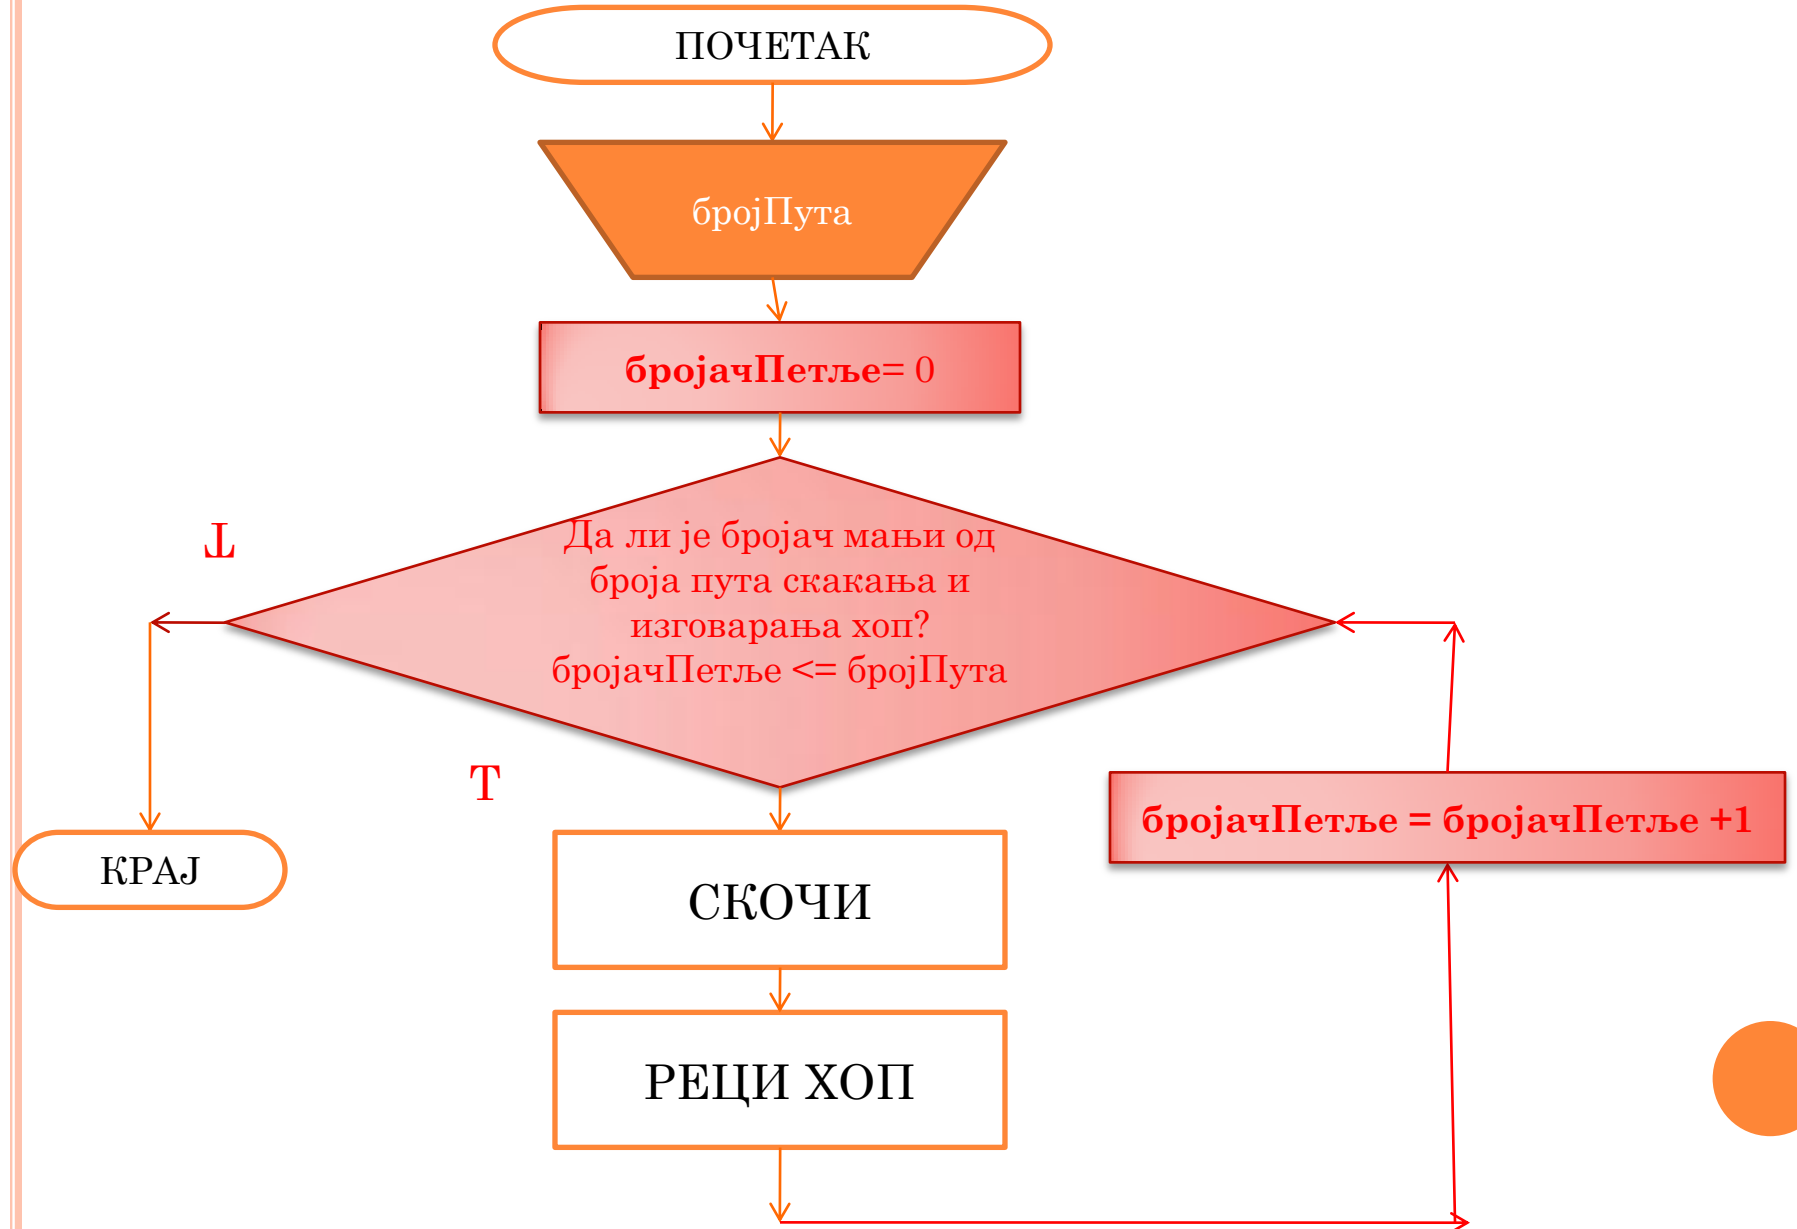 ПОЧЕТАК
бројПута
бројачПетље= 0
Да ли је бројач мањи од
броја пута скакања и
изговарања хоп?
бројачПетље <= бројПута
⊥
Т
бројачПетље = бројачПетље +1
КРАЈ
СКОЧИ
РЕЦИ ХОП